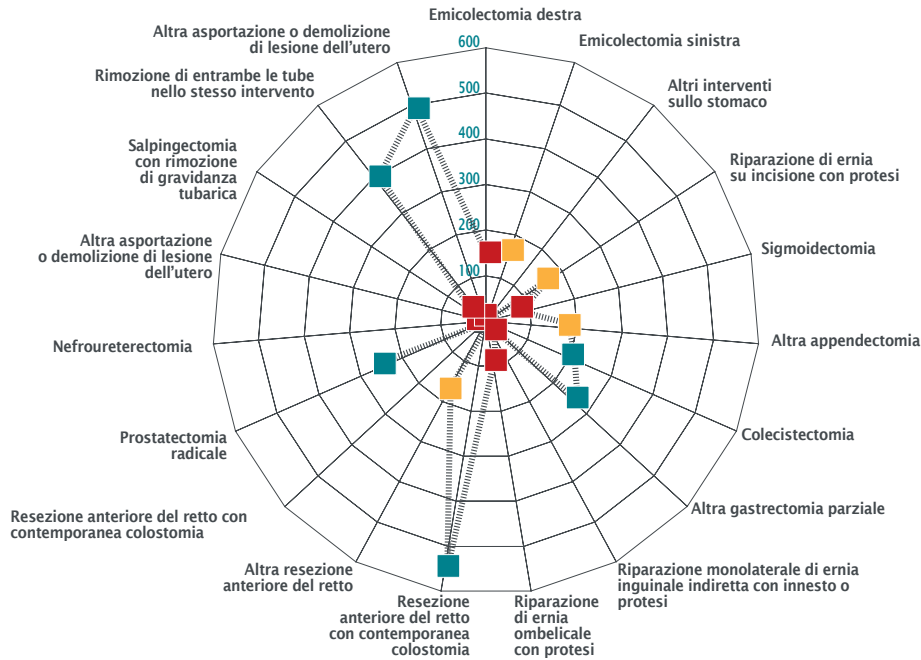 Emicolectomia destra
600
500
400
300
200
100
Emicolectomia sinistra
Altri interventi
sullo stomaco
Riparazione di ernia
su incisione con protesi
Sigmoidectomia
Altra appendectomia
Colecistectomia
Altra gastrectomia parziale
Riparazione monolaterale di ernia
inguinale indiretta con innesto o
protesi
Riparazione
di ernia
ombelicale
con protesi
Resezione
anteriore del retto
con contemporanea
colostomia
Altra resezione
anteriore del retto
Resezione anteriore del retto con
contemporanea colostomia
Prostatectomia
radicale
Nefroureterectomia
Altra asportazione
o demolizione di lesione
dell'utero
Salpingectomia
con rimozione
di gravidanza
tubarica
Rimozione di entrambe le tube
nello stesso intervento
Altra asportazione o demolizione
di lesione dell'utero